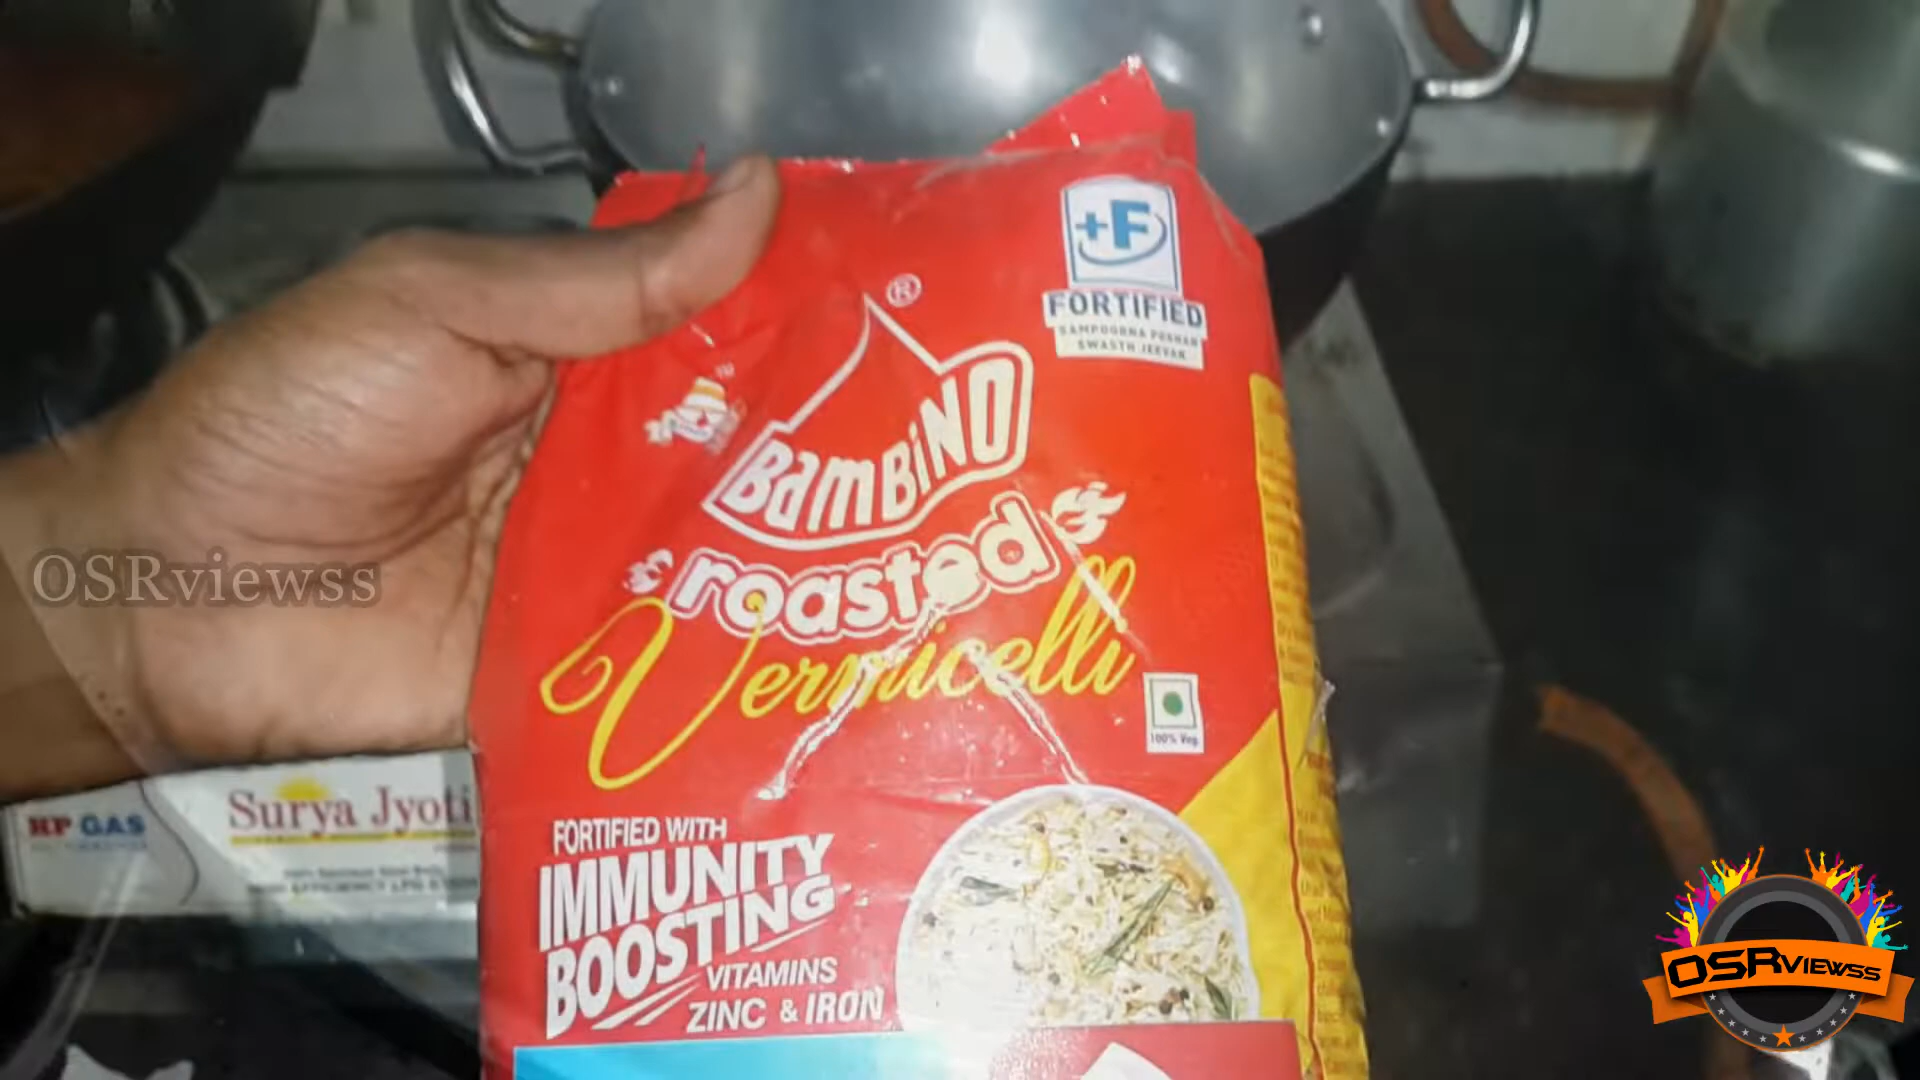 +F
FORTIFIED
SAMPOORNA POSHAN
SWASTH JEEVAN
®
TM
BAMBINO
roasted
Vermicelli
100% Veg.
FORTIFIED WITH
IMMUNITY
BOOSTING
VITAMINS
ZINC & IRON
OSRviewss
HP GAS
Surya Jyoti
OSRVIEWSS